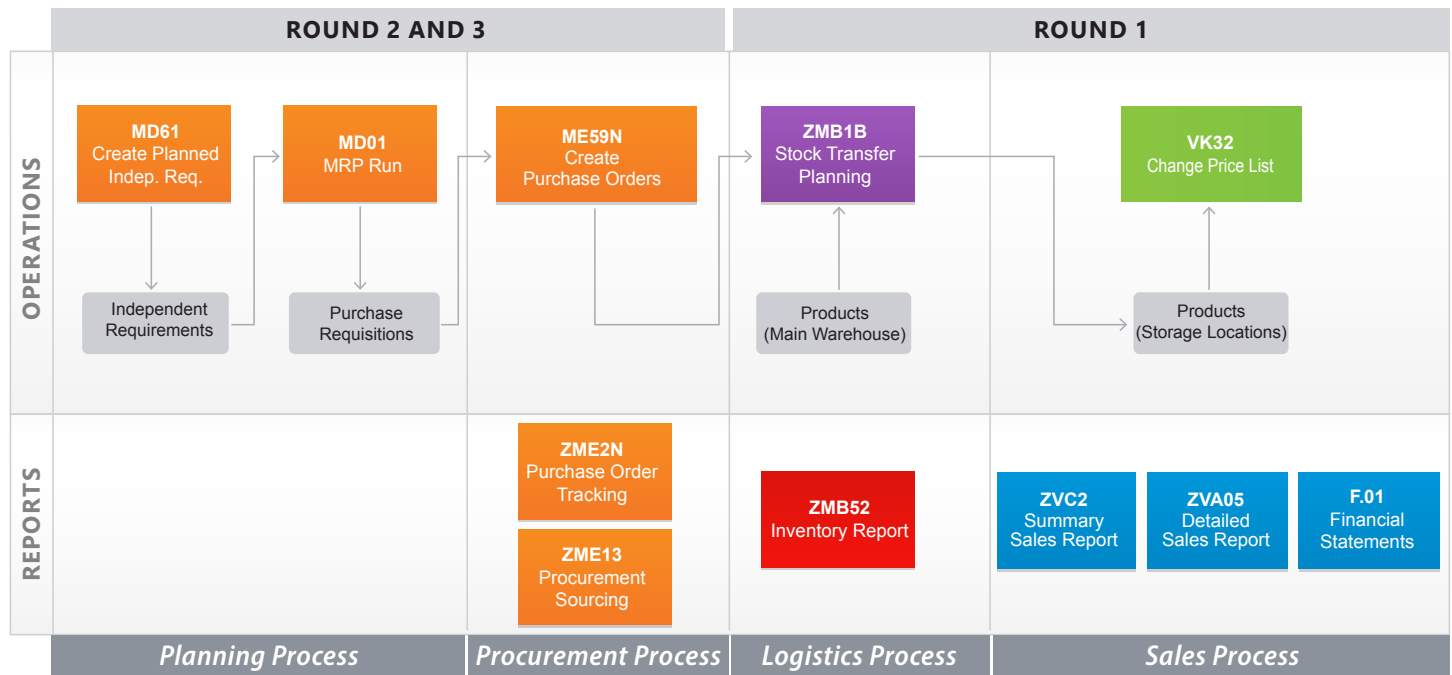 ROUND 2 AND 3
ROUND 1
OPERATIONS
MD61
Create Planned
Indep. Req.
MD01
MRP Run
ME59N
Create
Purchase Orders
ZMB1B
Stock Transfer
Planning
VK32
Change Price List
Independent
Requirements
Purchase
Requisitions
Products
(Main Warehouse)
Products
(Storage Locations)
REPORTS
ZME2N
Purchase Order
Tracking
ZME13
Procurement
Sourcing
ZMB52
Inventory Report
ZVC2
Summary
Sales Report
ZVA05
Detailed
Sales Report
F.01
Financial
Statements
Planning Process
Procurement Process
Logistics Process
Sales Process